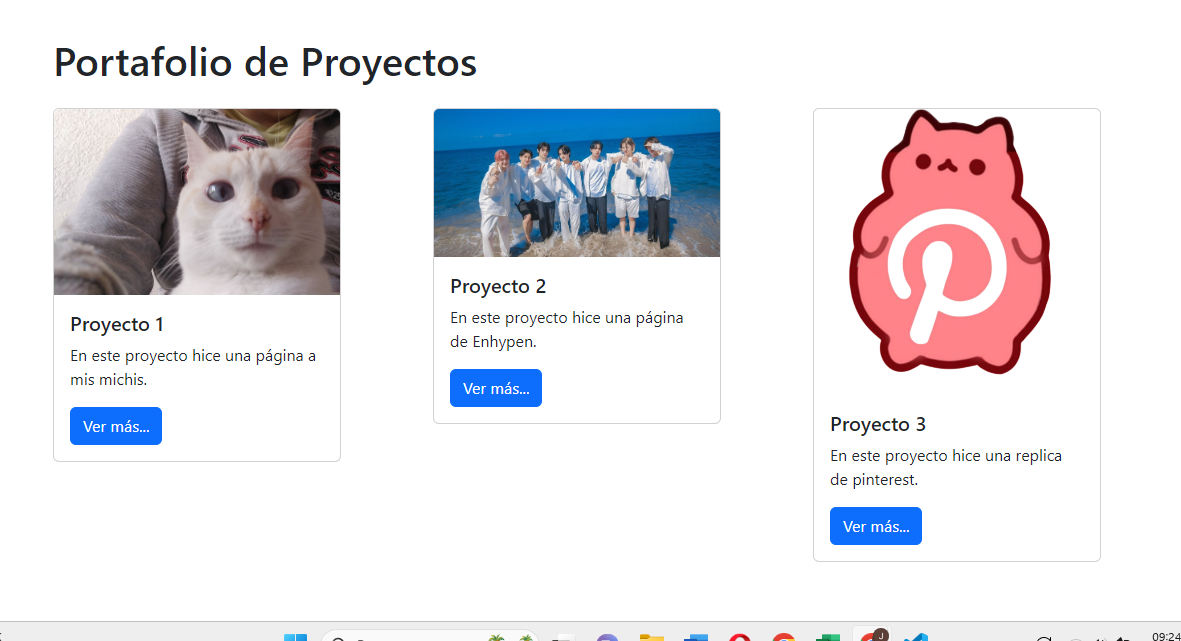 Portafolio de Proyectos
Proyecto 1
En este proyecto hice una página a
mis michis.
Ver más...
Proyecto 2
En este proyecto hice una página
de Enhypen.
Ver más...
Proyecto 3
En este proyecto hice una replica
de pinterest.
Ver más...
09:24